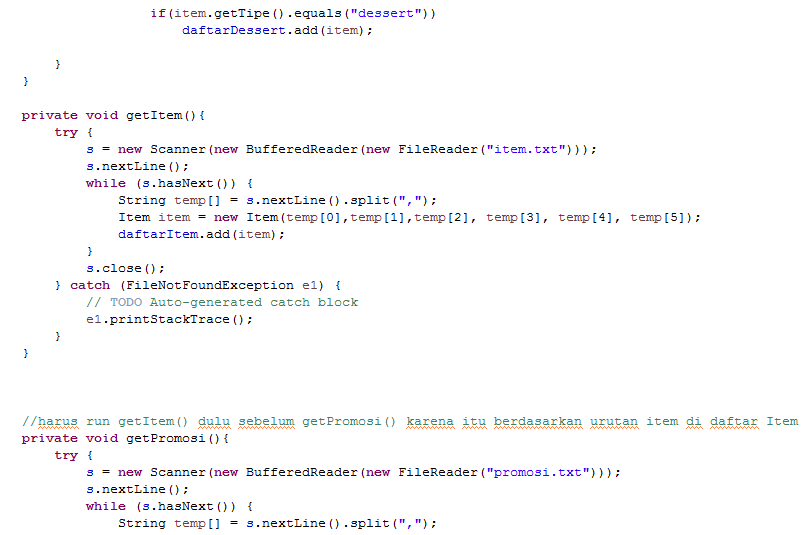 if(item.getTipe().equals("dessert"))
daftarDessert.add(item);
}
}
private void getItem(){
try {
s = new Scanner(new BufferedReader(new FileReader("item.txt")));
s.nextLine();
while (s.hasNext()) {
String temp[] = s.nextLine().split(",");
Item item = new Item(temp[0],temp[1],temp[2], temp[3], temp[4], temp[5]);
daftarItem.add(item);
}
s.close();
} catch (FileNotFoundException e1) {
// TODO Auto-generated catch block
e1.printStackTrace();
}
}
//harus run getItem() dulu sebelum getPromosi() karena itu berdasarkan urutan item di daftar Item
private void getPromosi(){
try {
s = new Scanner(new BufferedReader(new FileReader("promosi.txt")));
s.nextLine();
while (s.hasNext()) {
String temp[] = s.nextLine().split(",");